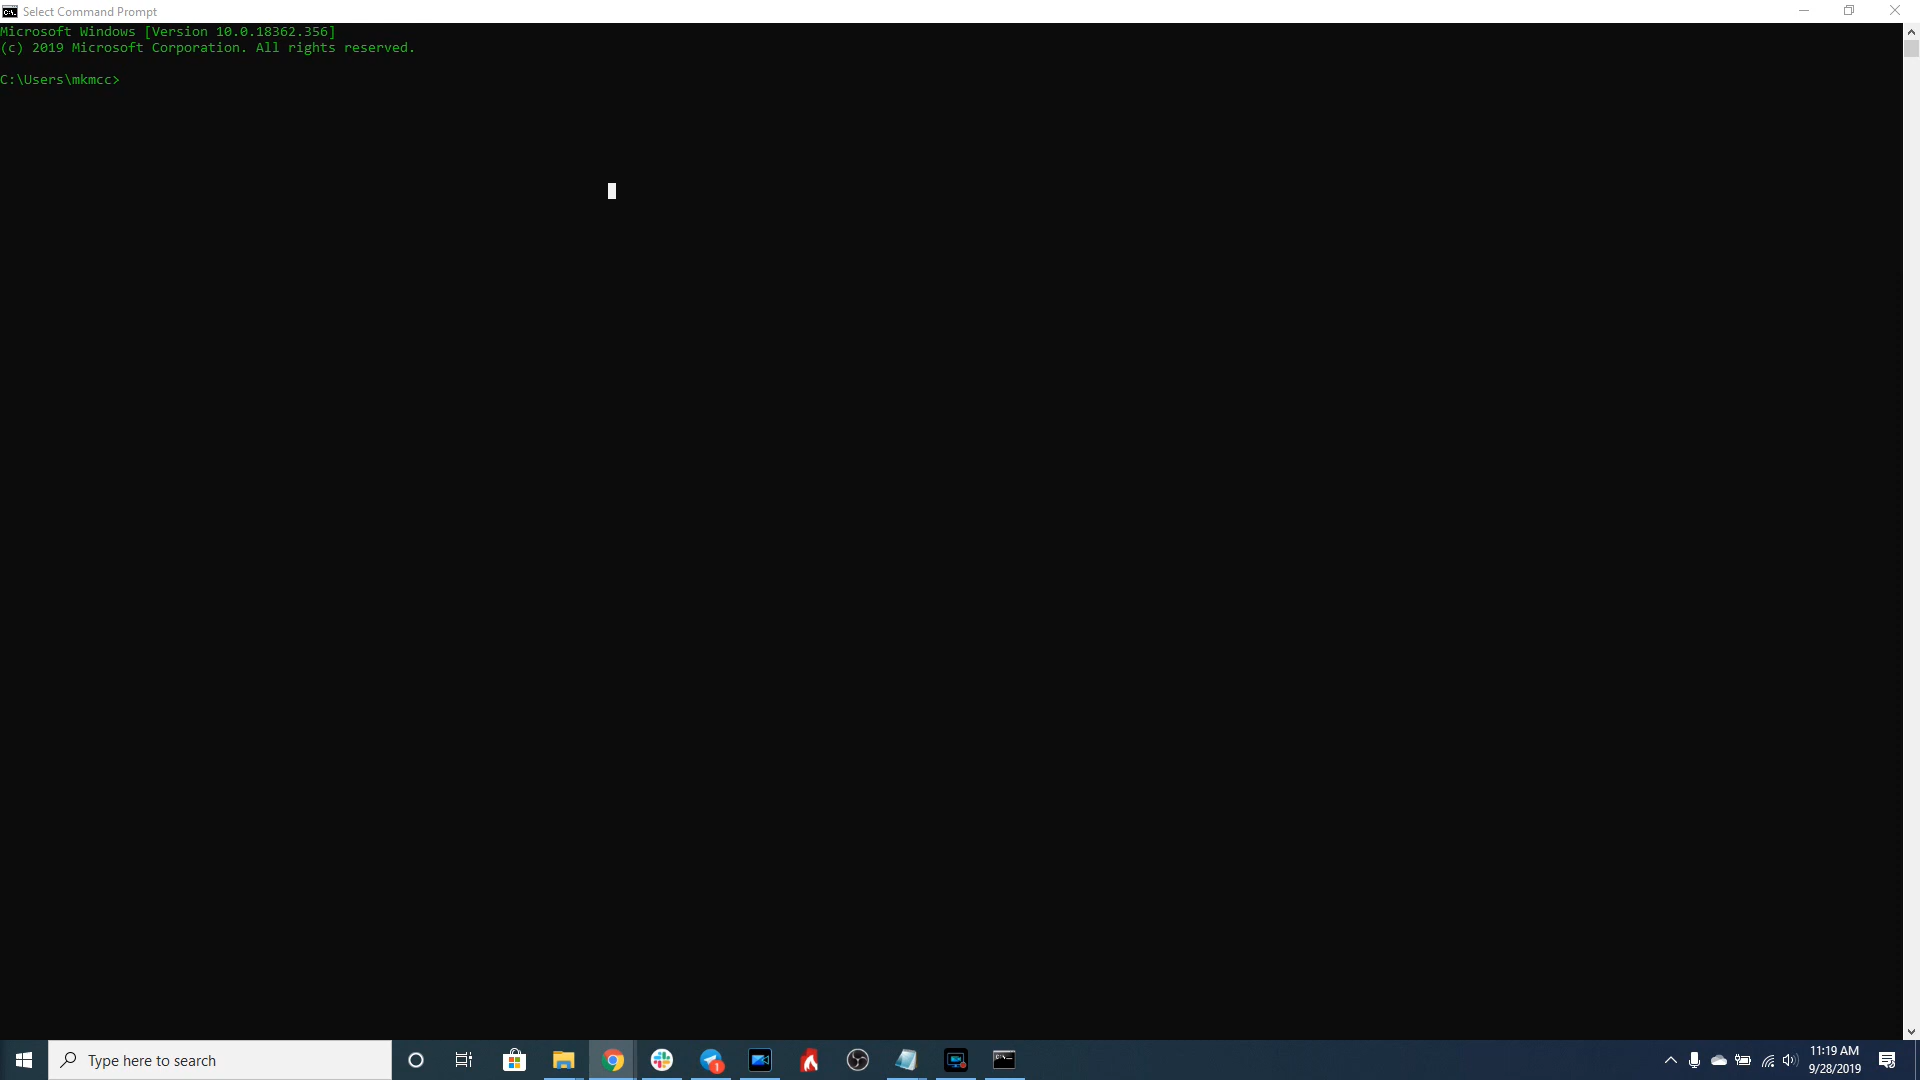 Select Command Prompt
Microsoft Windows [Version 10.0.18362.356]
(c) 2019 Microsoft Corporation. All rights reserved.
C:\Users\mkmcc>
Type here to search
1
11:19 AM
9/28/2019